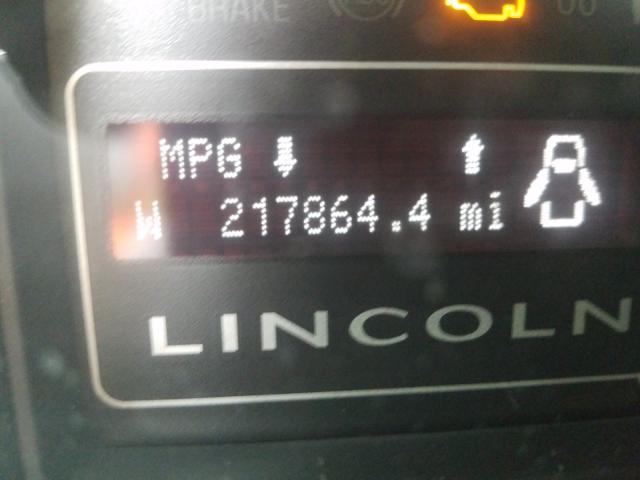 BRAKE
MPG ⬇ ⬆
W 217864.4 mi
LINCOLN